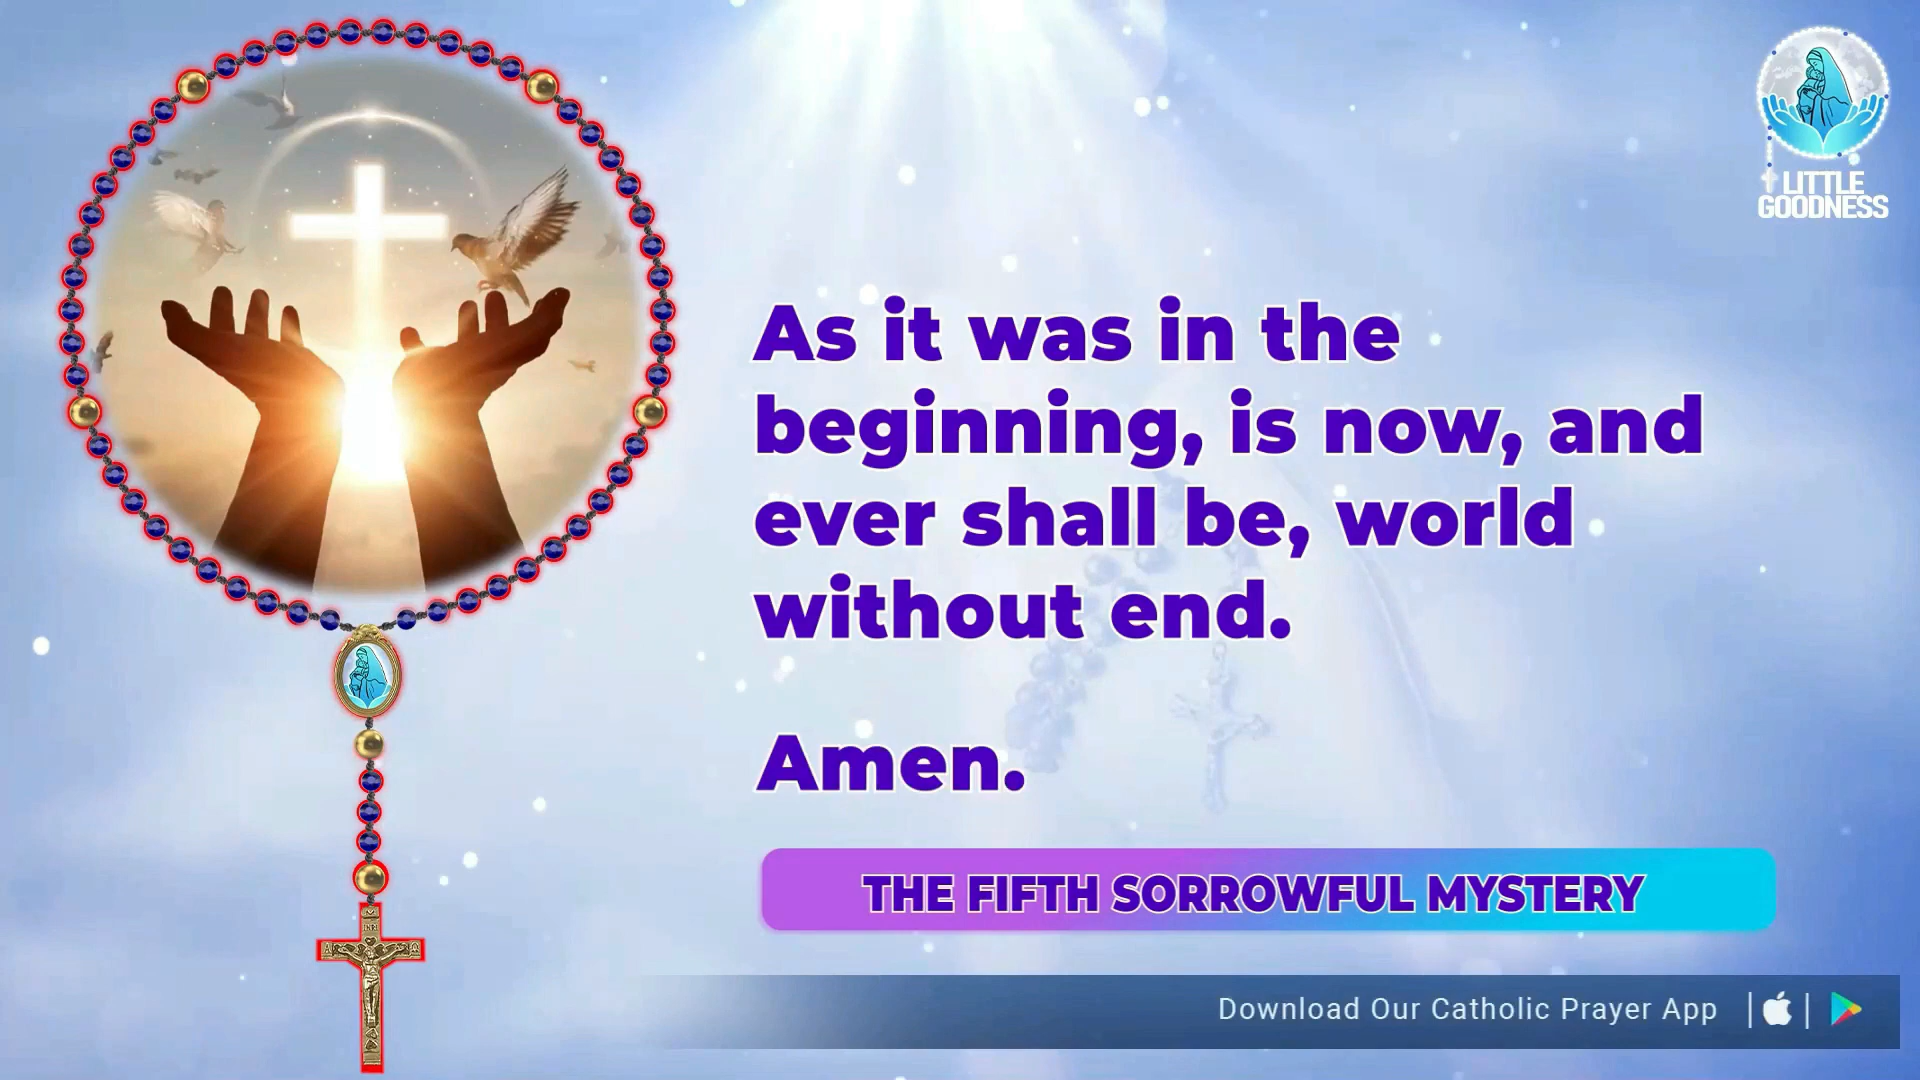 LITTLE
GOODNESS
As it was in the
beginning, is now, and
ever shall be, world
without end.
Amen.
THE FIFTH SORROWFUL MYSTERY
Download Our Catholic Prayer App
INRI
A Ω